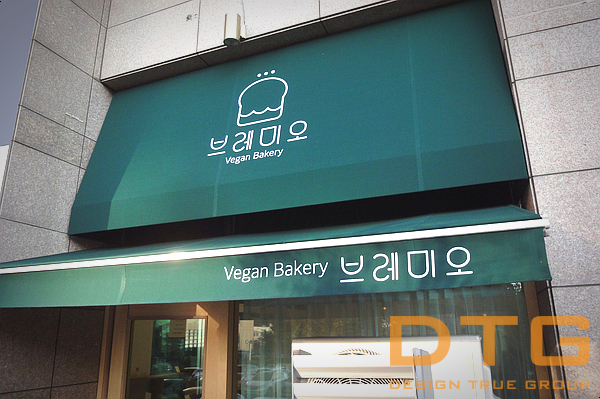 브레미오
Vegan Bakery
Vegan Bakery 브레미오
DTG
DESIGN TRUE GROUP